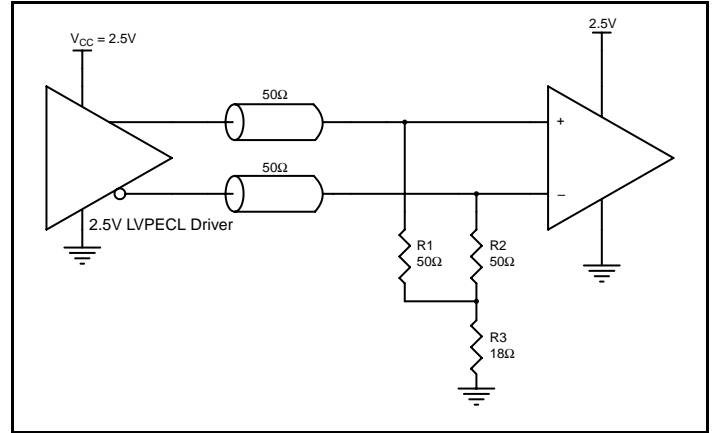 V_CC = 2.5V
2.5V
50Ω
+
50Ω
–
2.5V LVPECL Driver
R1
50Ω
R2
50Ω
R3
18Ω